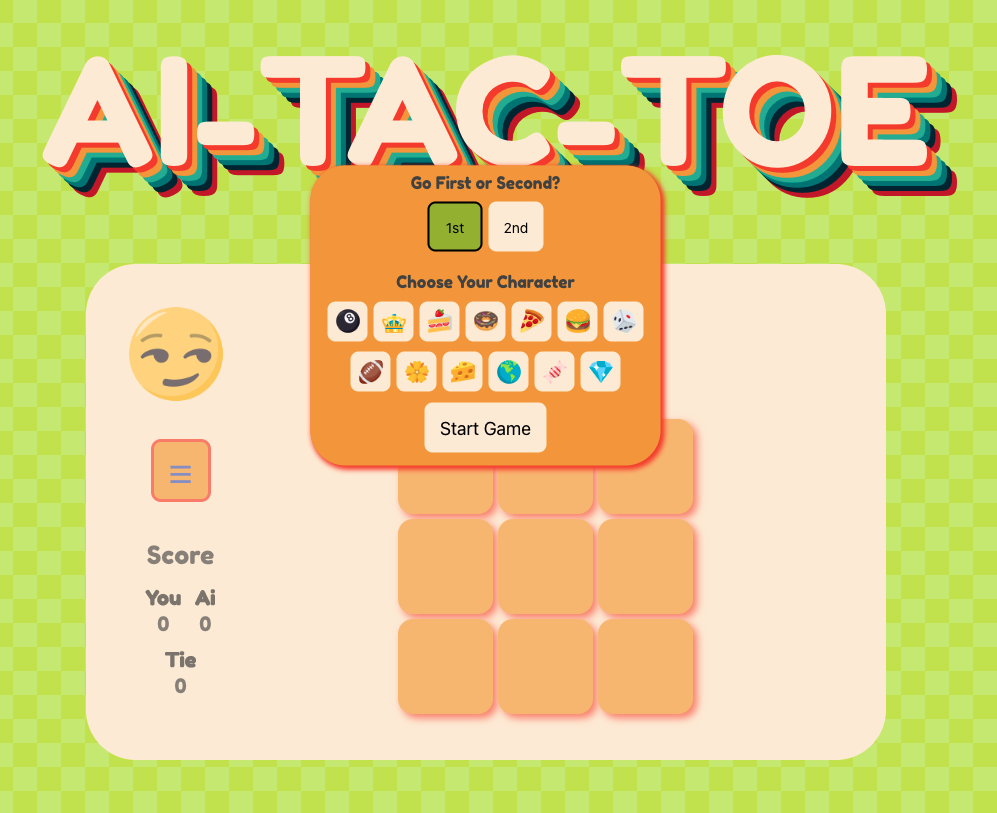 AI-TAC-TOE
Go First or Second?
1st 2nd
Choose Your Character
8
Start Game
Score
You Ai
0 0
Tie
0